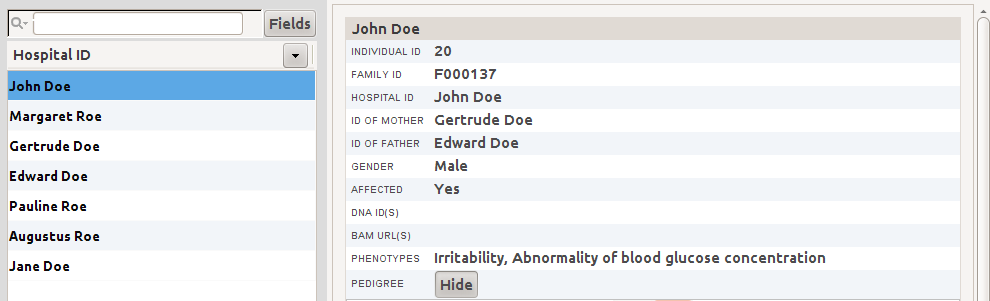 Fields
Hospital ID
John Doe
Margaret Roe
Gertrude Doe
Edward Doe
Pauline Roe
Augustus Roe
Jane Doe
John Doe
INDIVIDUAL ID 20
FAMILY ID F000137
HOSPITAL ID John Doe
ID OF MOTHER Gertrude Doe
ID OF FATHER Edward Doe
GENDER Male
AFFECTED Yes
DNA ID(S)
BAM URL(S)
PHENOTYPES Irritability, Abnormality of blood glucose concentration
PEDIGREE Hide